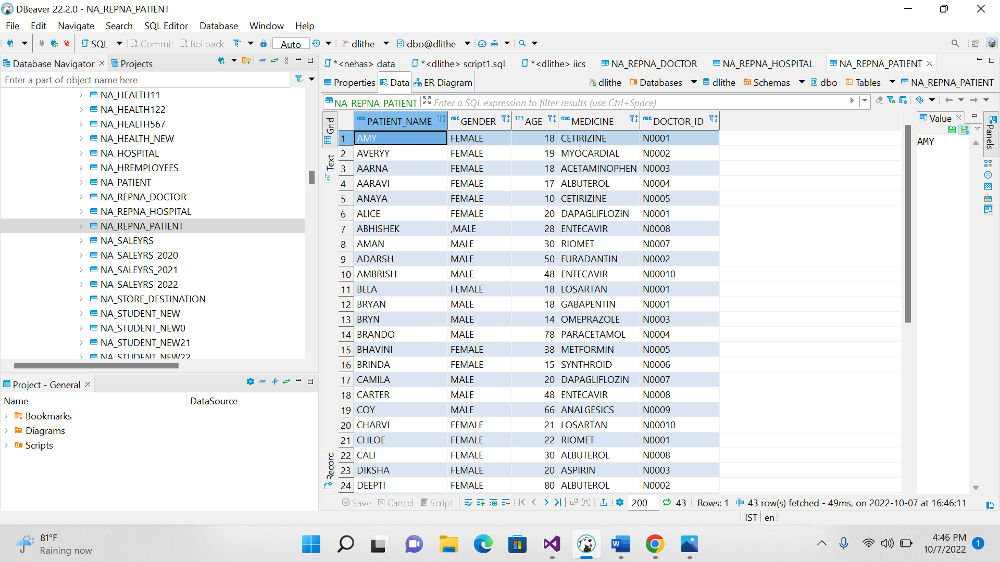 DBeaver 22.2.0 - NA_REPNA_PATIENT
File Edit Navigate Search SQL Editor Database Window Help
SQL Commit Rollback Auto dlithe dbo@dlithe
Database Navigator Projects
Enter a part of object name here
NA_HEALTH11
NA_HEALTH122
NA_HEALTH567
NA_HEALTH_NEW
NA_HOSPITAL
NA_HREMPLOYEES
NA_PATIENT
NA_REPNA_DOCTOR
NA_REPNA_HOSPITAL
NA_REPNA_PATIENT
NA_SALEYRS
NA_SALEYRS_2020
NA_SALEYRS_2021
NA_SALEYRS_2022
NA_STORE_DESTINATION
NA_STUDENT_NEW
NA_STUDENT_NEW0
NA_STUDENT_NEW21
NA_STUDENT_NEW22
Project - General
Name DataSource
Bookmarks
Diagrams
Scripts
*<nehas> data *<dlithe> script1.sql *<dlithe> iics NA_REPNA_DOCTOR NA_REPNA_HOSPITAL NA_REPNA_PATIENT
Properties Data ER Diagram dlithe Databases dlithe Schemas dbo Tables NA_REPNA_PATIENT
NA_REPNA_PATIENT Enter a SQL expression to filter results (use Ctrl+Space)
Grid
Text
Record
ABC PATIENT_NAME ABC GENDER 123 AGE ABC MEDICINE ABC DOCTOR_ID
1 AMY FEMALE 18 CETIRIZINE N0001
2 AVERYY FEMALE 19 MYOCARDIAL N0002
3 AARNA FEMALE 18 ACETAMINOPHEN N0003
4 AARAVI FEMALE 17 ALBUTEROL N0004
5 ANAYA FEMALE 10 CETIRIZINE N0005
6 ALICE FEMALE 20 DAPAGLIFLOZIN N0001
7 ABHISHEK ,MALE 28 ENTECAVIR N0008
8 AMAN MALE 30 RIOMET N0007
9 ADARSH MALE 50 FURADANTIN N0002
10 AMBRISH MALE 48 ENTECAVIR N00010
11 BELA FEMALE 18 LOSARTAN N0001
12 BRYAN MALE 18 GABAPENTIN N0001
13 BRYN MALE 14 OMEPRAZOLE N0003
14 BRANDO MALE 78 PARACETAMOL N0004
15 BHAVINI FEMALE 38 METFORMIN N0005
16 BRINDA FEMALE 15 SYNTHROID N0006
17 CAMILA MALE 20 DAPAGLIFLOZIN N0007
18 CARTER MALE 48 ENTECAVIR N0008
19 COY MALE 66 ANALGESICS N0009
20 CHARVI FEMALE 21 LOSARTAN N00010
21 CHLOE FEMALE 22 RIOMET N0001
22 CALI FEMALE 30 ALBUTEROL N0008
23 DIKSHA FEMALE 20 ASPIRIN N0003
24 DEEPTI FEMALE 80 ALBUTEROL N0002
Value
AMY
Panels
Save Cancel Script 200 43 Rows: 1 43 row(s) fetched - 49ms, on 2022-10-07 at 16:46:11
IST en
81°F
Raining now
4:46 PM
10/7/2022
1